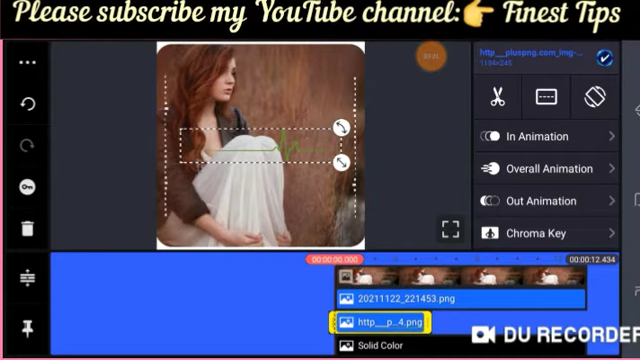 Please subscribe my YouTube channel:👉 Finest Tips
http__pluspng.com_img-...
In Animation
Overall Animation
Out Animation
Chroma Key
00:00:00.000
00:00:12.434
20211122_221453.png
http__p...4.png
Solid Color
DU RECORDER